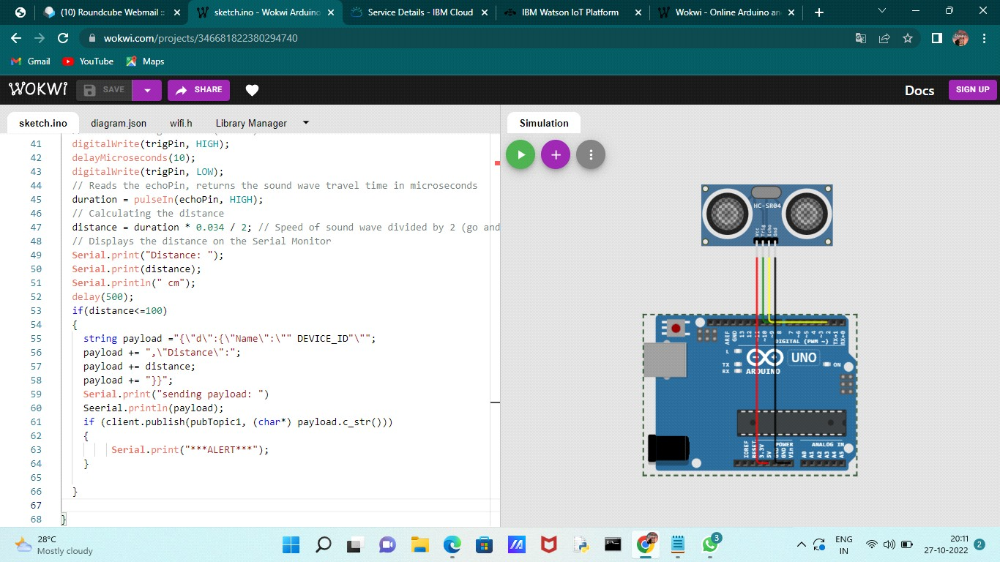 (10) Roundcube Webmail ::
sketch.ino - Wokwi Arduino
Service Details - IBM Cloud
IBM Watson IoT Platform
Wokwi - Online Arduino an
wokwi.com/projects/346681822380294740
Gmail
YouTube
Maps
WOKWi
SAVE
SHARE
Docs
SIGN UP
sketch.ino
diagram.json
wifi.h
Library Manager
Simulation
41 digitalWrite(trigPin, HIGH);
42 delayMicroseconds(10);
43 digitalWrite(trigPin, LOW);
44 // Reads the echoPin, returns the sound wave travel time in microseconds
45 duration = pulseIn(echoPin, HIGH);
46 // Calculating the distance
47 distance = duration * 0.034 / 2; // Speed of sound wave divided by 2 (go and
48 // Displays the distance on the Serial Monitor
49 Serial.print("Distance: ");
50 Serial.print(distance);
51 Serial.println(" cm");
52 delay(500);
53 if(distance<=100)
54 {
55 string payload ="{\"d\":{\"Name\":\"" DEVICE_ID"\"";
56 payload += ",\"Distance\":";
57 payload += distance;
58 payload += "}}";
59 Serial.print("sending payload: ")
60 Seerial.println(payload);
61 if (client.publish(pubTopic1, (char*) payload.c_str()))
62 {
63 Serial.print("***ALERT***");
64 }
65
66 }
67
68 }
HC-SR04
Vcc
Trig
Echo
Gnd
AREF
GND
13
12
~11
~10
~9
8
7
~6
~5
4
~3
2
TX→1
RX←0
DIGITAL (PWM ~)
L
TX
RX
UNO
ARDUINO
ON
IOREF
RESET
3.3V
5V
GND
Vin
POWER
ANALOG IN
A0
A1
A2
A3
A4
A5
28°C
Mostly cloudy
3
ENG
IN
20:11
27-10-2022
2